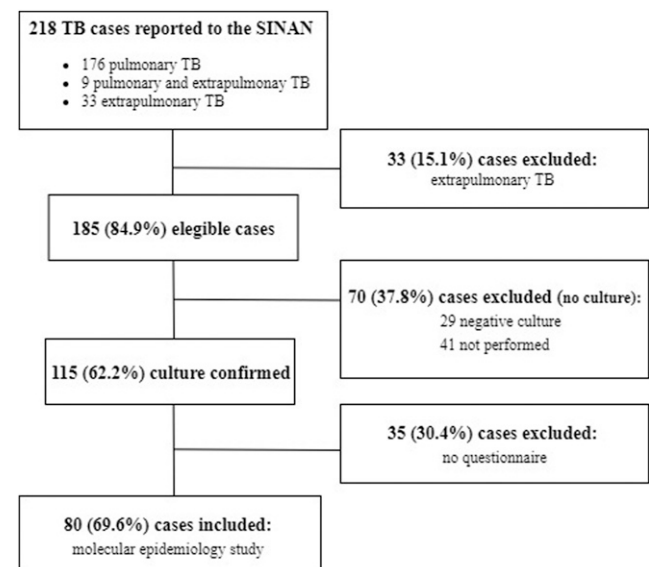 218 TB cases reported to the SINAN
• 176 pulmonary TB
• 9 pulmonary and extrapulmonay TB
• 33 extrapulmonary TB
33 (15.1%) cases excluded:
extrapulmonary TB
185 (84.9%) elegible cases
70 (37.8%) cases excluded (no culture):
29 negative culture
41 not performed
115 (62.2%) culture confirmed
35 (30.4%) cases excluded:
no questionnaire
80 (69.6%) cases included:
molecular epidemiology study